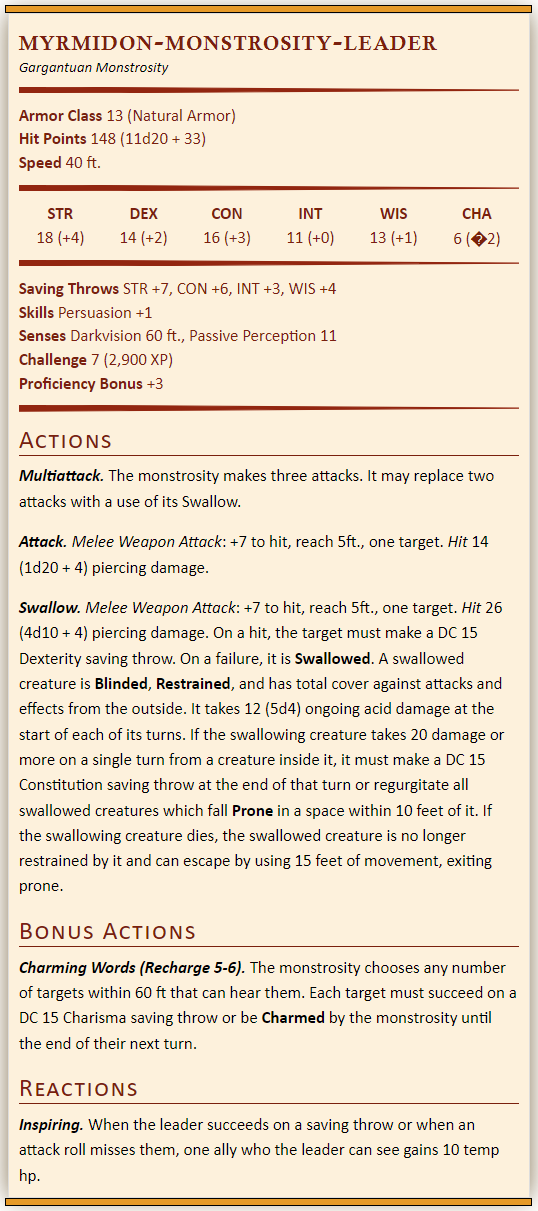 MYRMIDON-MONSTROSITY-LEADER
Gargantuan Monstrosity
Armor Class 13 (Natural Armor)
Hit Points 148 (11d20 + 33)
Speed 40 ft.
STR DEX CON INT WIS CHA
18 (+4) 14 (+2) 16 (+3) 11 (+0) 13 (+1) 6 (�2)
Saving Throws STR +7, CON +6, INT +3, WIS +4
Skills Persuasion +1
Senses Darkvision 60 ft., Passive Perception 11
Challenge 7 (2,900 XP)
Proficiency Bonus +3
ACTIONS
Multiattack. The monstrosity makes three attacks. It may replace two
attacks with a use of its Swallow.
Attack. Melee Weapon Attack: +7 to hit, reach 5ft., one target. Hit 14
(1d20 + 4) piercing damage.
Swallow. Melee Weapon Attack: +7 to hit, reach 5ft., one target. Hit 26
(4d10 + 4) piercing damage. On a hit, the target must make a DC 15
Dexterity saving throw. On a failure, it is Swallowed. A swallowed
creature is Blinded, Restrained, and has total cover against attacks and
effects from the outside. It takes 12 (5d4) ongoing acid damage at the
start of each of its turns. If the swallowing creature takes 20 damage or
more on a single turn from a creature inside it, it must make a DC 15
Constitution saving throw at the end of that turn or regurgitate all
swallowed creatures which fall Prone in a space within 10 feet of it. If
the swallowing creature dies, the swallowed creature is no longer
restrained by it and can escape by using 15 feet of movement, exiting
prone.
BONUS ACTIONS
Charming Words (Recharge 5-6). The monstrosity chooses any number
of targets within 60 ft that can hear them. Each target must succeed on a
DC 15 Charisma saving throw or be Charmed by the monstrosity until
the end of their next turn.
REACTIONS
Inspiring. When the leader succeeds on a saving throw or when an
attack roll misses them, one ally who the leader can see gains 10 temp
hp.